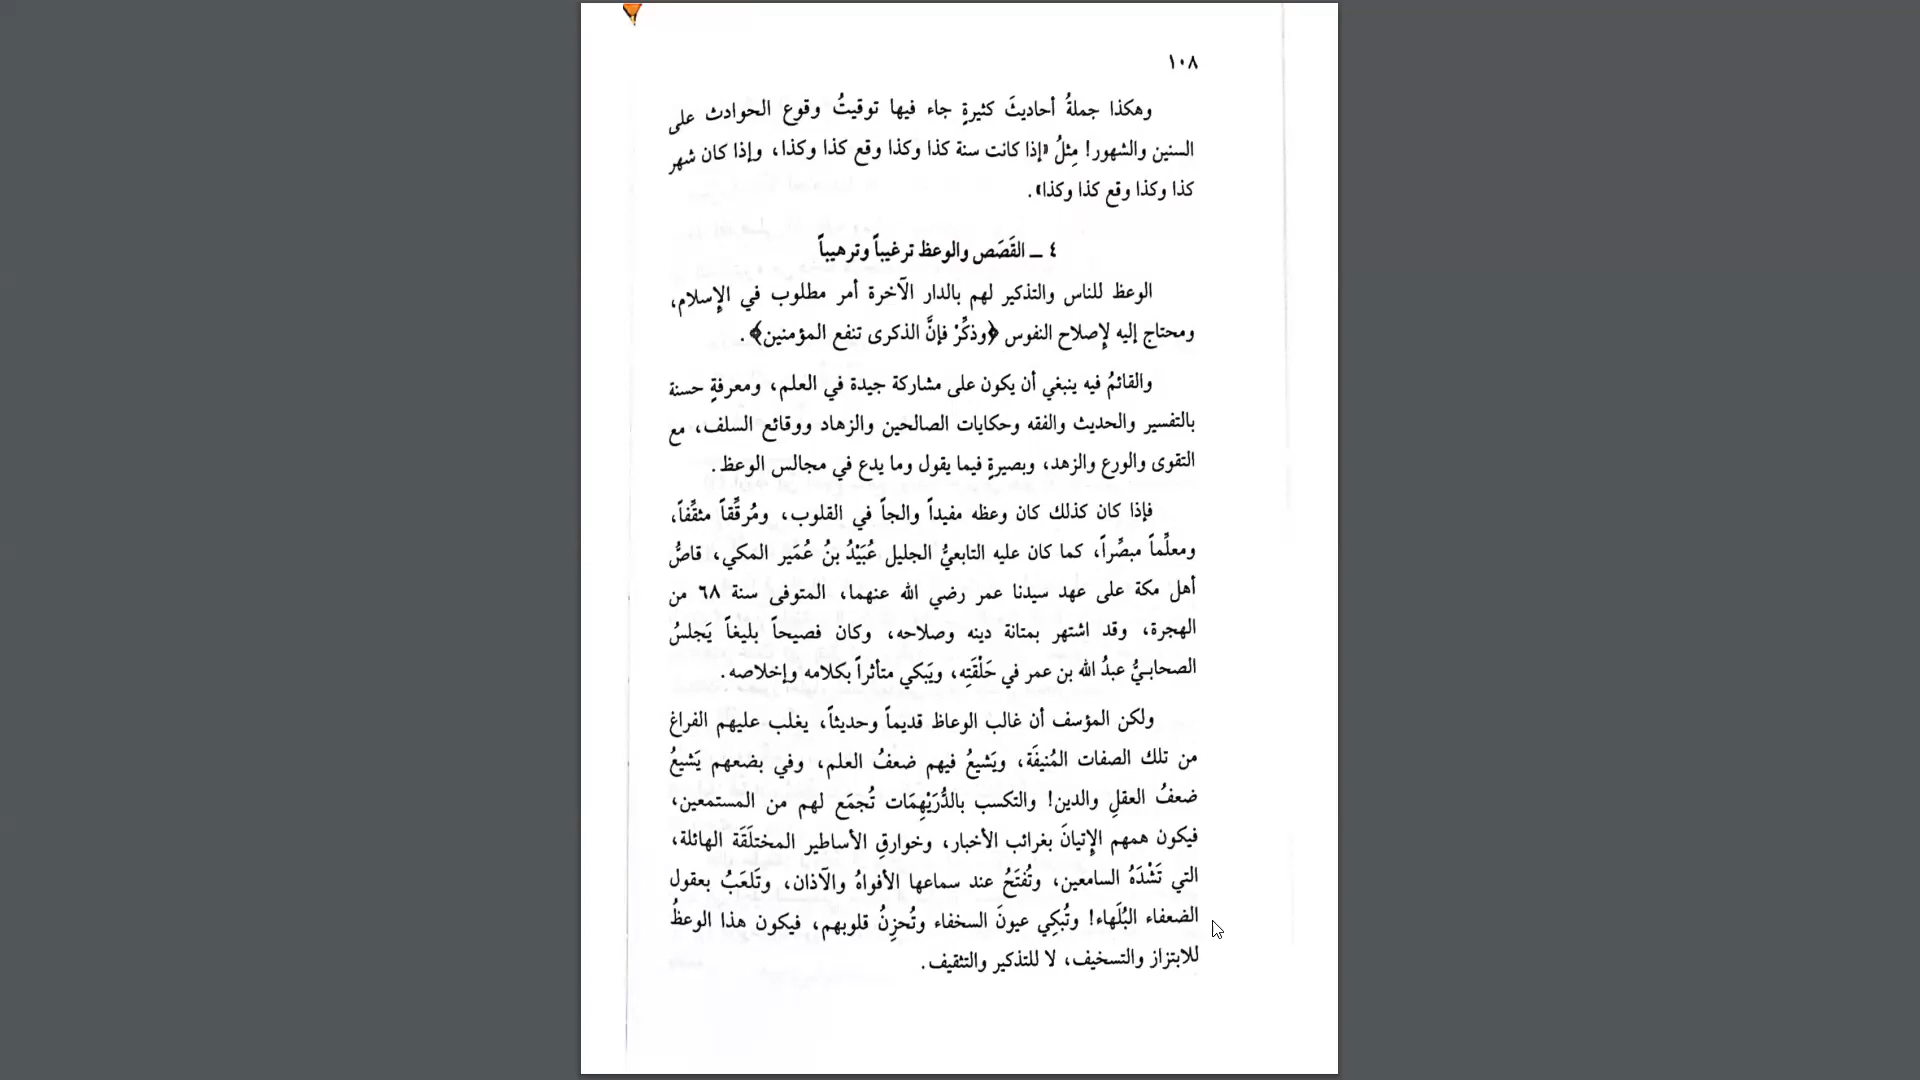 ١٠٨
وهكذا جملةُ أحاديثَ كثيرةٍ جاء فيها توقيتُ وقوع الحوادث على
السنين والشهور! مِثلُ «إذا كانت سنة كذا وكذا وقع كذا وكذا، وإذا كان شهر
كذا وكذا وقع كذا وكذا».
٤ ــ القَصَص والوعظ ترغيباً وترهيباً
الوعظ للناس والتذكير لهم بالدار الآخرة أمر مطلوب في الإسلام،
ومحتاج إليه لإصلاح النفوس ﴿وذكِّرْ فإنَّ الذكرى تنفع المؤمنين﴾.
والقائمُ فيه ينبغي أن يكون على مشاركة جيدة في العلم، ومعرفةٍ حسنة
بالتفسير والحديث والفقه وحكايات الصالحين والزهاد ووقائع السلف، مع
التقوى والورع والزهد، وبصيرةٍ فيما يقول وما يدع في مجالس الوعظ.
فإذا كان كذلك كان وعظه مفيداً والجاً في القلوب، ومُرقِّقاً مثقِّفاً،
ومعلِّماً مبصِّراً، كما كان عليه التابعيُّ الجليل عُبَيْدُ بنُ عُمَير المكي، قاصُّ
أهل مكة على عهد سيدنا عمر رضي الله عنهما، المتوفى سنة ٦٨ من
الهجرة، وقد اشتهر بمتانة دينه وصلاحه، وكان فصيحاً بليغاً يَجلسُ
الصحابيُّ عبدُ الله بن عمر في حَلْقَتِه، ويَبكي متأثراً بكلامه وإخلاصه.
ولكن المؤسف أن غالب الوعاظ قديماً وحديثاً، يغلب عليهم الفراغ
من تلك الصفات المُنيفَة، ويَشيعُ فيهم ضعفُ العلم، وفي بضعهم يَشيعُ
ضعفُ العقلِ والدين! والتكسب بالدُّرَيْهِمَات تُجمَع لهم من المستمعين،
فيكون همهم الإتيانَ بغرائب الأخبار، وخوارقِ الأساطير المختلَقَة الهائلة،
التي تَشْدَهُ السامعين، وتُفتَحُ عند سماعها الأفواهُ والآذان، وتَلعَبُ بعقول
الضعفاء البُلَهاء! وتُبكِي عيونَ السخفاء وتُحزِنُ قلوبهم، فيكون هذا الوعظُ
للابتزاز والتسخيف، لا للتذكير والتثقيف.